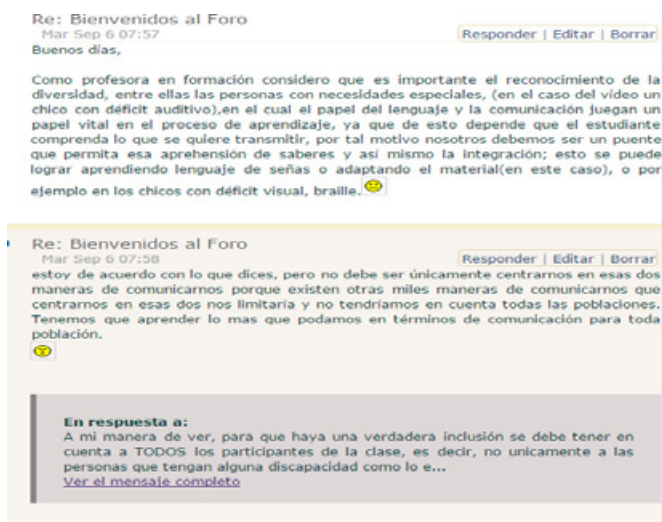 Re: Bienvenidos al Foro
Mar Sep 6 07:57
Responder | Editar | Borrar
Buenos días,
Como profesora en formación considero que es importante el reconocimiento de la
diversidad, entre ellas las personas con necesidades especiales, (en el caso del vídeo un
chico con déficit auditivo),en el cual el papel del lenguaje y la comunicación juegan un
papel vital en el proceso de aprendizaje, ya que de esto depende que el estudiante
comprenda lo que se quiere transmitir, por tal motivo nosotros debemos ser un puente
que permita esa aprehensión de saberes y así mismo la integración; esto se puede
lograr aprendiendo lenguaje de señas o adaptando el material(en este caso), o por
ejemplo en los chicos con déficit visual, braille.
Re: Bienvenidos al Foro
Mar Sep 6 07:58
Responder | Editar | Borrar
estoy de acuerdo con lo que dices, pero no debe ser únicamente centrarnos en esas dos
maneras de comunicarnos porque existen otras miles maneras de comunicarnos que
centrarnos en esas dos nos limitaría y no tendríamos en cuenta todas las poblaciones.
Tenemos que aprender lo mas que podamos en términos de comunicación para toda
población.
En respuesta a:
A mi manera de ver, para que haya una verdadera inclusión se debe tener en
cuenta a TODOS los participantes de la clase, es decir, no unicamente a las
personas que tengan alguna discapacidad como lo e...
Ver el mensaje completo